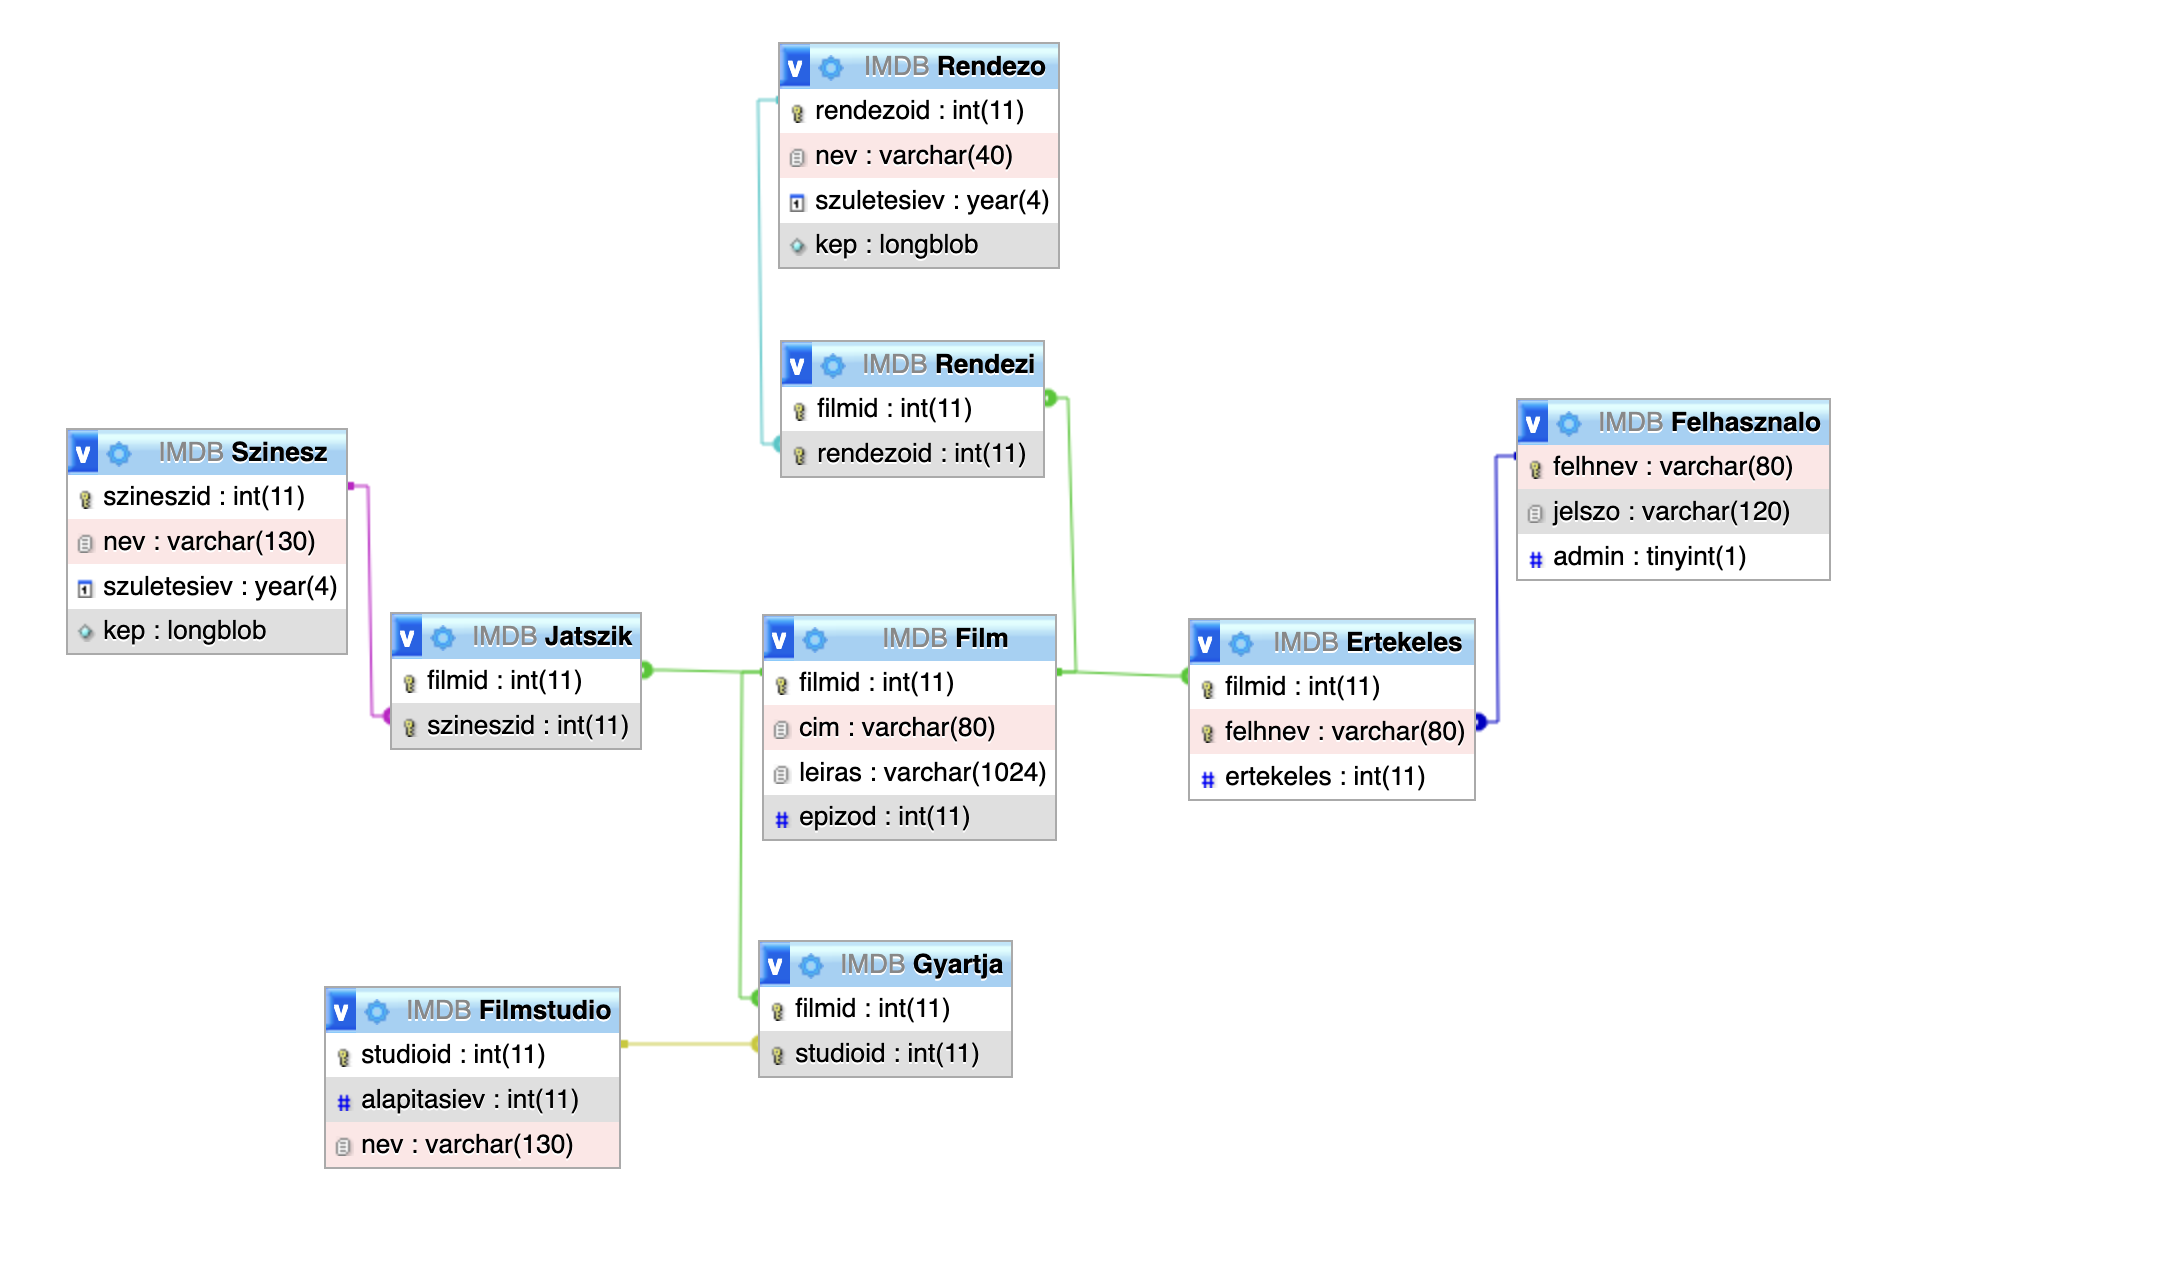 v IMDB Rendezo
rendezoid : int(11)
nev : varchar(40)
szuletesiev : year(4)
kep : longblob
v IMDB Rendezi
filmid : int(11)
rendezoid : int(11)
v IMDB Felhasznalo
felhnev : varchar(80)
jelszo : varchar(120)
# admin : tinyint(1)
v IMDB Szinesz
szineszid : int(11)
nev : varchar(130)
szuletesiev : year(4)
kep : longblob
v IMDB Jatszik
filmid : int(11)
szineszid : int(11)
v IMDB Film
filmid : int(11)
cim : varchar(80)
leiras : varchar(1024)
# epizod : int(11)
v IMDB Ertekeles
filmid : int(11)
felhnev : varchar(80)
# ertekeles : int(11)
v IMDB Gyartja
filmid : int(11)
studioid : int(11)
v IMDB Filmstudio
studioid : int(11)
# alapitasiev : int(11)
nev : varchar(130)